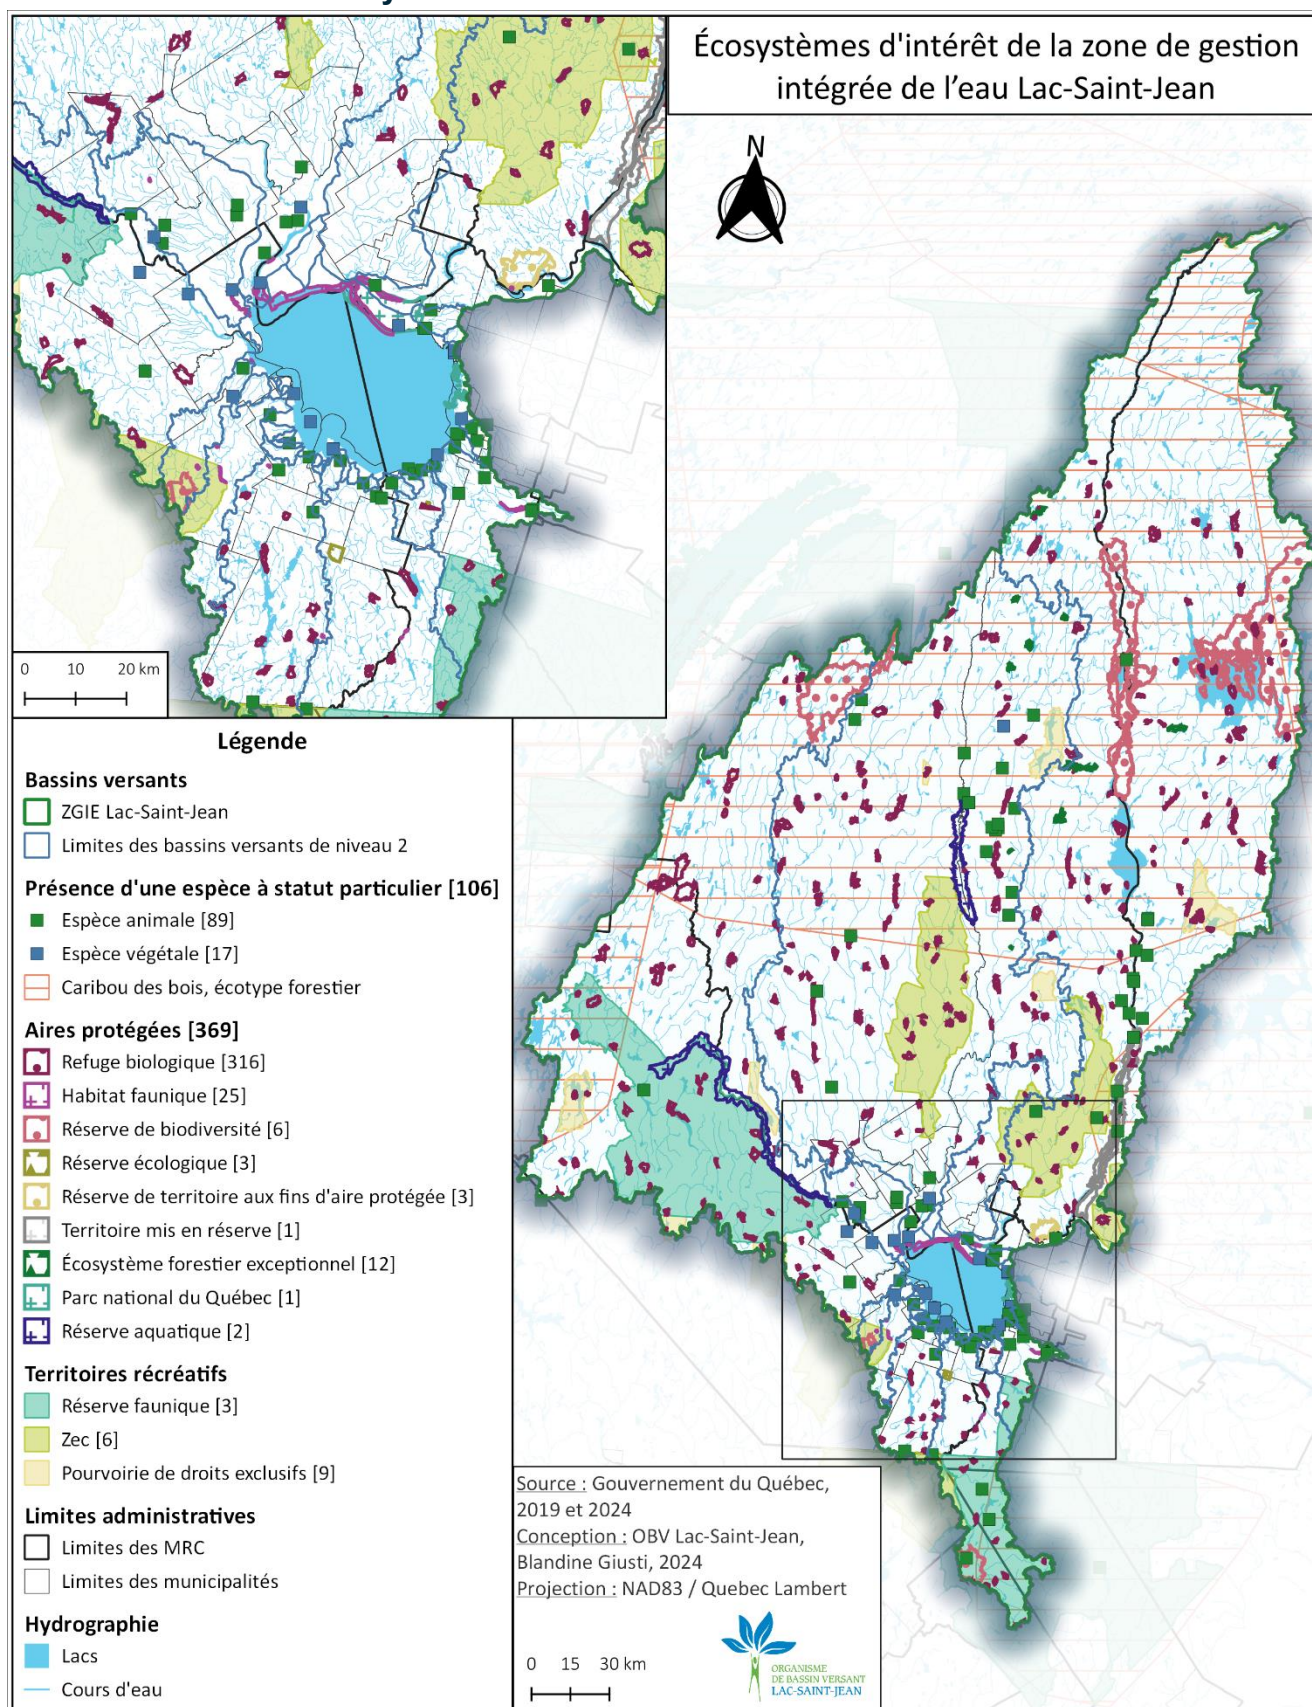 Écosystèmes d'intérêt de la zone de gestion
intégrée de l'eau Lac-Saint-Jean
N
0 10 20 km
Légende
Bassins versants
ZGIE Lac-Saint-Jean
Limites des bassins versants de niveau 2
Présence d'une espèce à statut particulier [106]
Espèce animale [89]
Espèce végétale [17]
Caribou des bois, écotype forestier
Aires protégées [369]
Refuge biologique [316]
Habitat faunique [25]
Réserve de biodiversité [6]
Réserve écologique [3]
Réserve de territoire aux fins d'aire protégée [3]
Territoire mis en réserve [1]
Écosystème forestier exceptionnel [12]
Parc national du Québec [1]
Réserve aquatique [2]
Territoires récréatifs
Réserve faunique [3]
Zec [6]
Pourvoirie de droits exclusifs [9]
Limites administratives
Limites des MRC
Limites des municipalités
Hydrographie
Lacs
Cours d'eau
Source : Gouvernement du Québec,
2019 et 2024
Conception : OBV Lac-Saint-Jean,
Blandine Giusti, 2024
Projection : NAD83 / Quebec Lambert
0 15 30 km
ORGANISME
DE BASSIN VERSANT
LAC-SAINT-JEAN